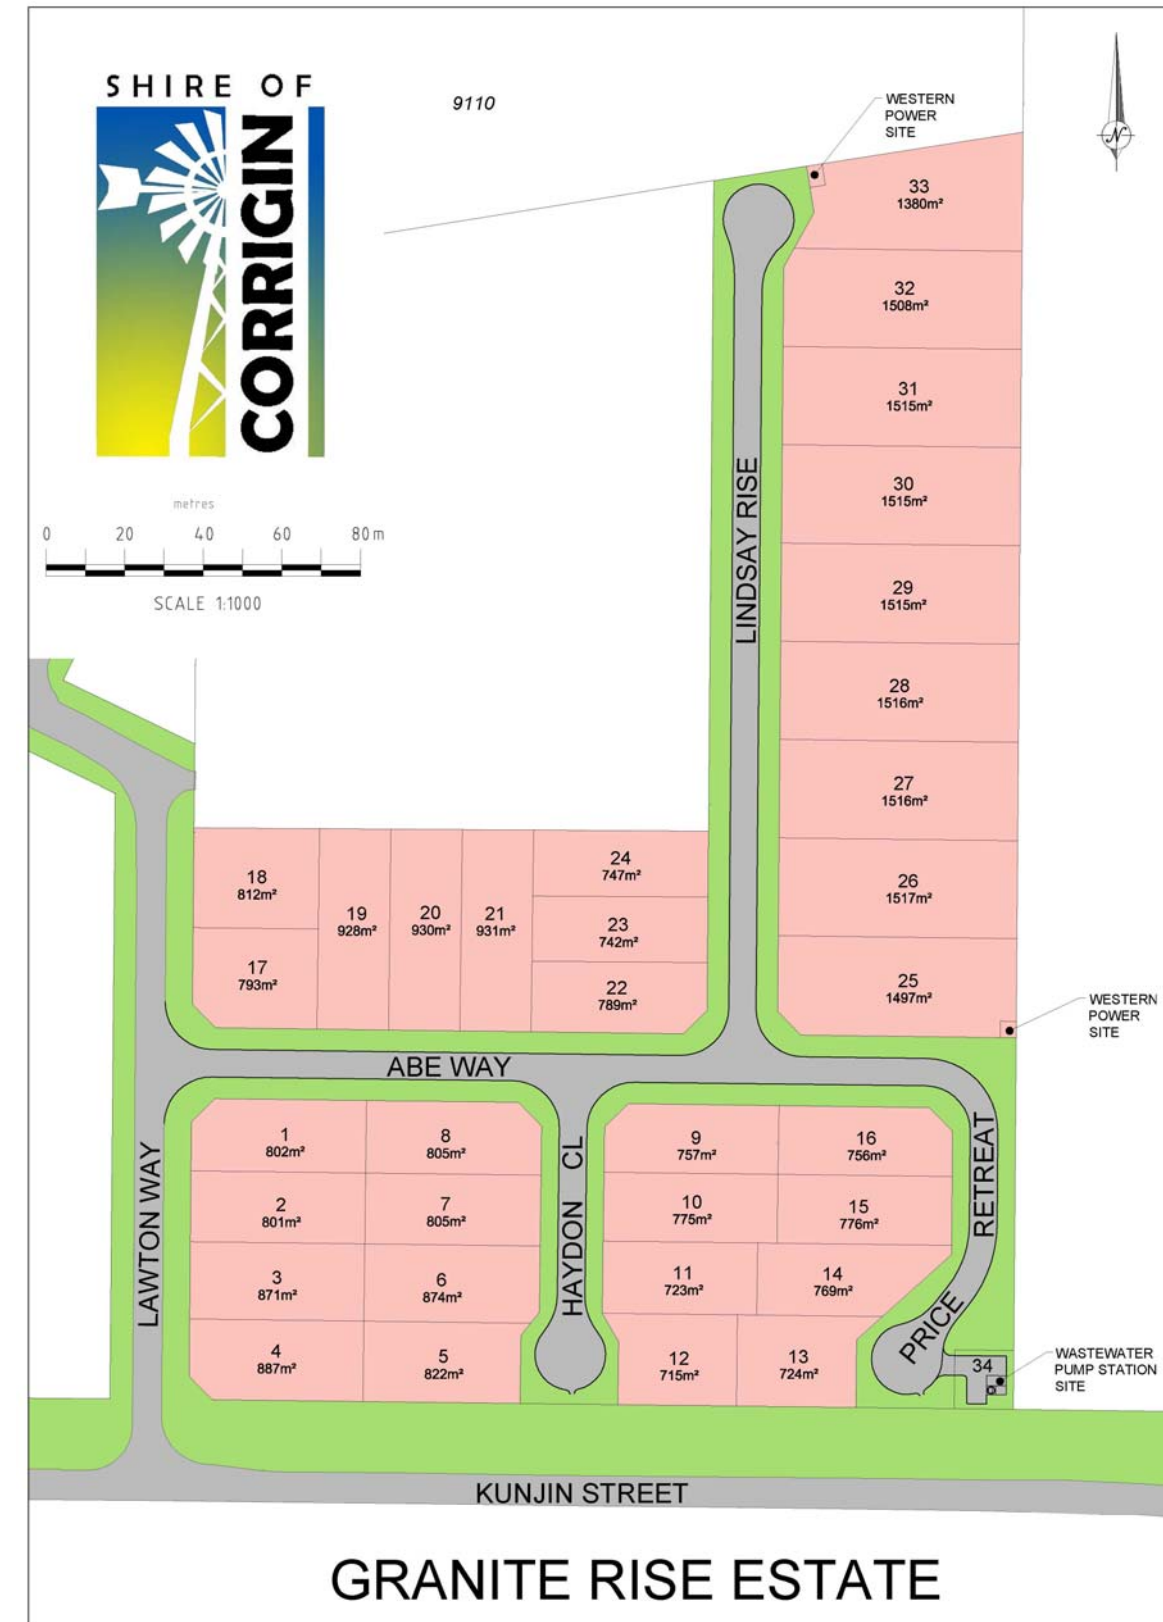 SHIRE OF
CORRIGIN
9110
WESTERN
POWER
SITE
N
33
1380m²
32
1508m²
31
1515m²
30
1515m²
29
1515m²
28
1516m²
27
1516m²
26
1517m²
25
1497m²
metres
0 20 40 60 80m
SCALE 1:1000
LINDSAY RISE
18
812m²
17
793m²
19
928m²
20
930m²
21
931m²
24
747m²
23
742m²
22
789m²
WESTERN
POWER
SITE
ABE WAY
LAWTON WAY
1
802m²
8
805m²
2
801m²
7
805m²
3
871m²
6
874m²
4
887m²
5
822m²
HAYDON CL
9
757m²
16
756m²
10
775m²
15
776m²
11
723m²
14
769m²
12
715m²
13
724m²
PRICE RETREAT
34
WASTEWATER
PUMP STATION
SITE
KUNJIN STREET
GRANITE RISE ESTATE